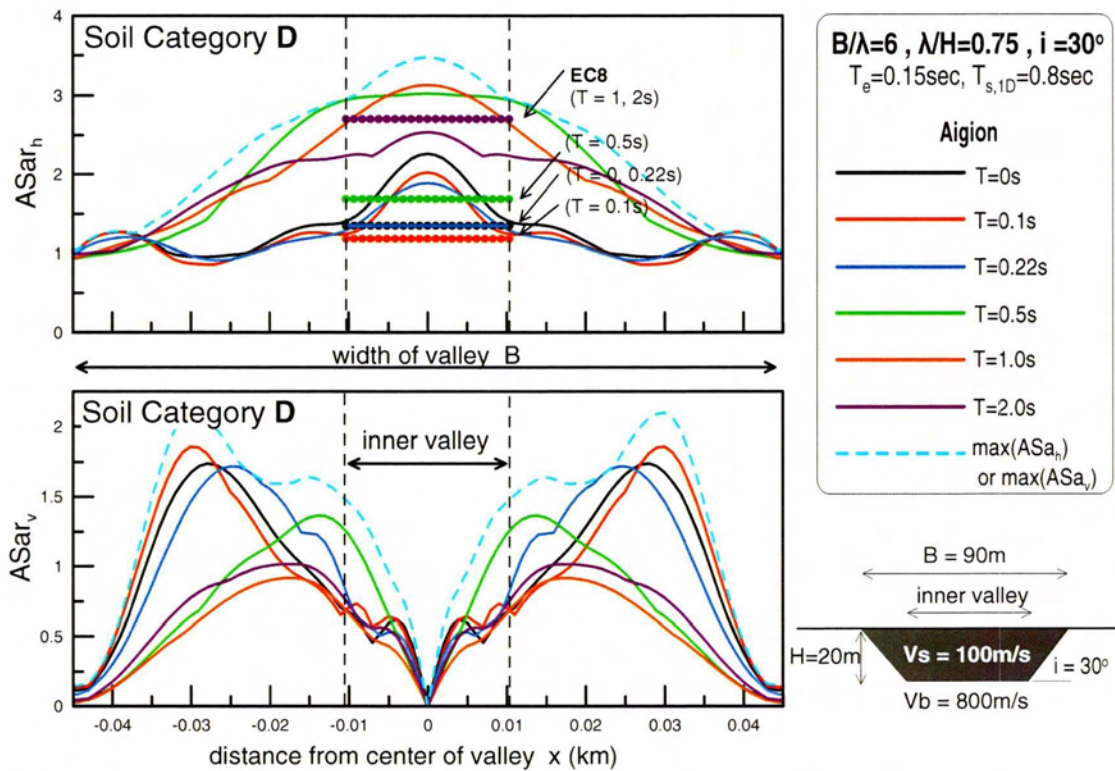 Soil Category D
EC8
(T = 1, 2s)
(T = 0.5s)
(T = 0, 0.22s)
(T = 0.1s)
ASar_h
4
3
2
1
0
width of valley B
Soil Category D
inner valley
ASar_v
2
1.5
1
0.5
0
-0.04
-0.03
-0.02
-0.01
0
0.01
0.02
0.03
0.04
distance from center of valley x (km)
B/λ=6 , λ/H=0.75 , i =30°
T_e=0.15sec, T_s,1D=0.8sec
Aigion
T=0s
T=0.1s
T=0.22s
T=0.5s
T=1.0s
T=2.0s
max(ASa_h)
or max(ASa_v)
B = 90m
inner valley
H=20m
Vs = 100m/s
i = 30°
Vb = 800m/s